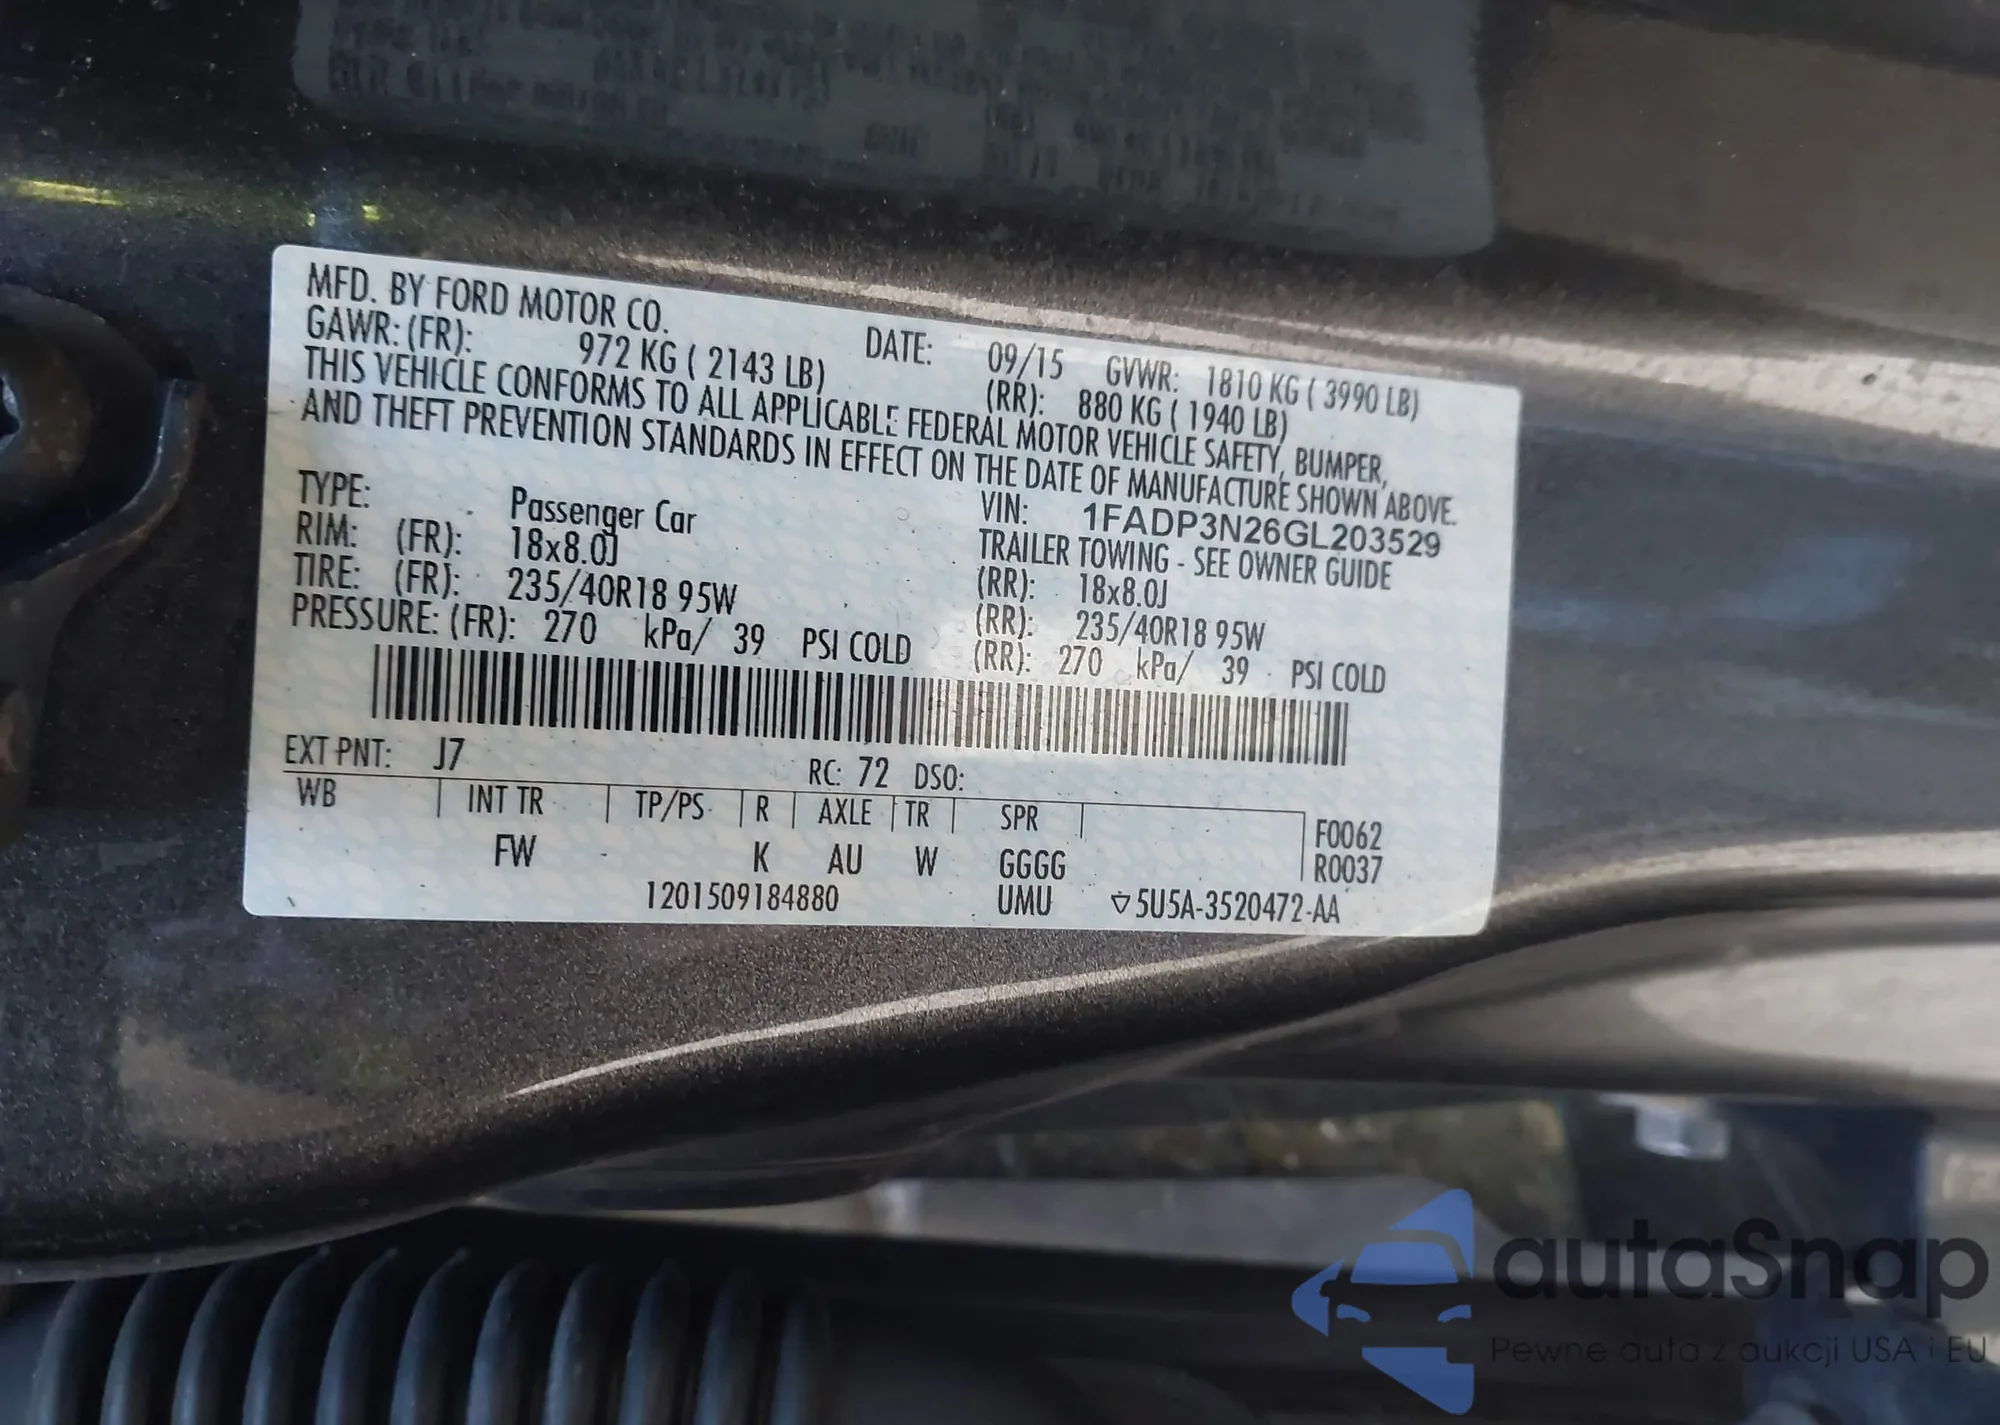 MFD. BY FORD MOTOR CO.
DATE: 09/15 GVWR: 1810 KG ( 3990 LB)
GAWR: (FR): 972 KG ( 2143 LB) (RR): 880 KG ( 1940 LB)
THIS VEHICLE CONFORMS TO ALL APPLICABLE FEDERAL MOTOR VEHICLE SAFETY, BUMPER,
AND THEFT PREVENTION STANDARDS IN EFFECT ON THE DATE OF MANUFACTURE SHOWN ABOVE.
TYPE: Passenger Car VIN: 1FADP3N26GL203529
TRAILER TOWING - SEE OWNER GUIDE
RIM: (FR): 18x8.0J (RR): 18x8.0J
TIRE: (FR): 235/40R18 95W (RR): 235/40R18 95W
PRESSURE: (FR): 270 kPa/ 39 PSI COLD (RR): 270 kPa/ 39 PSI COLD
EXT PNT: J7 RC: 72 DSO:
WB INT TR TP/PS R AXLE TR SPR F0062
FW K AU W GGGG R0037
1201509184880 UMU 5U5A-3520472-AA
autaSnap
Pewne auta z aukcji USA i EU